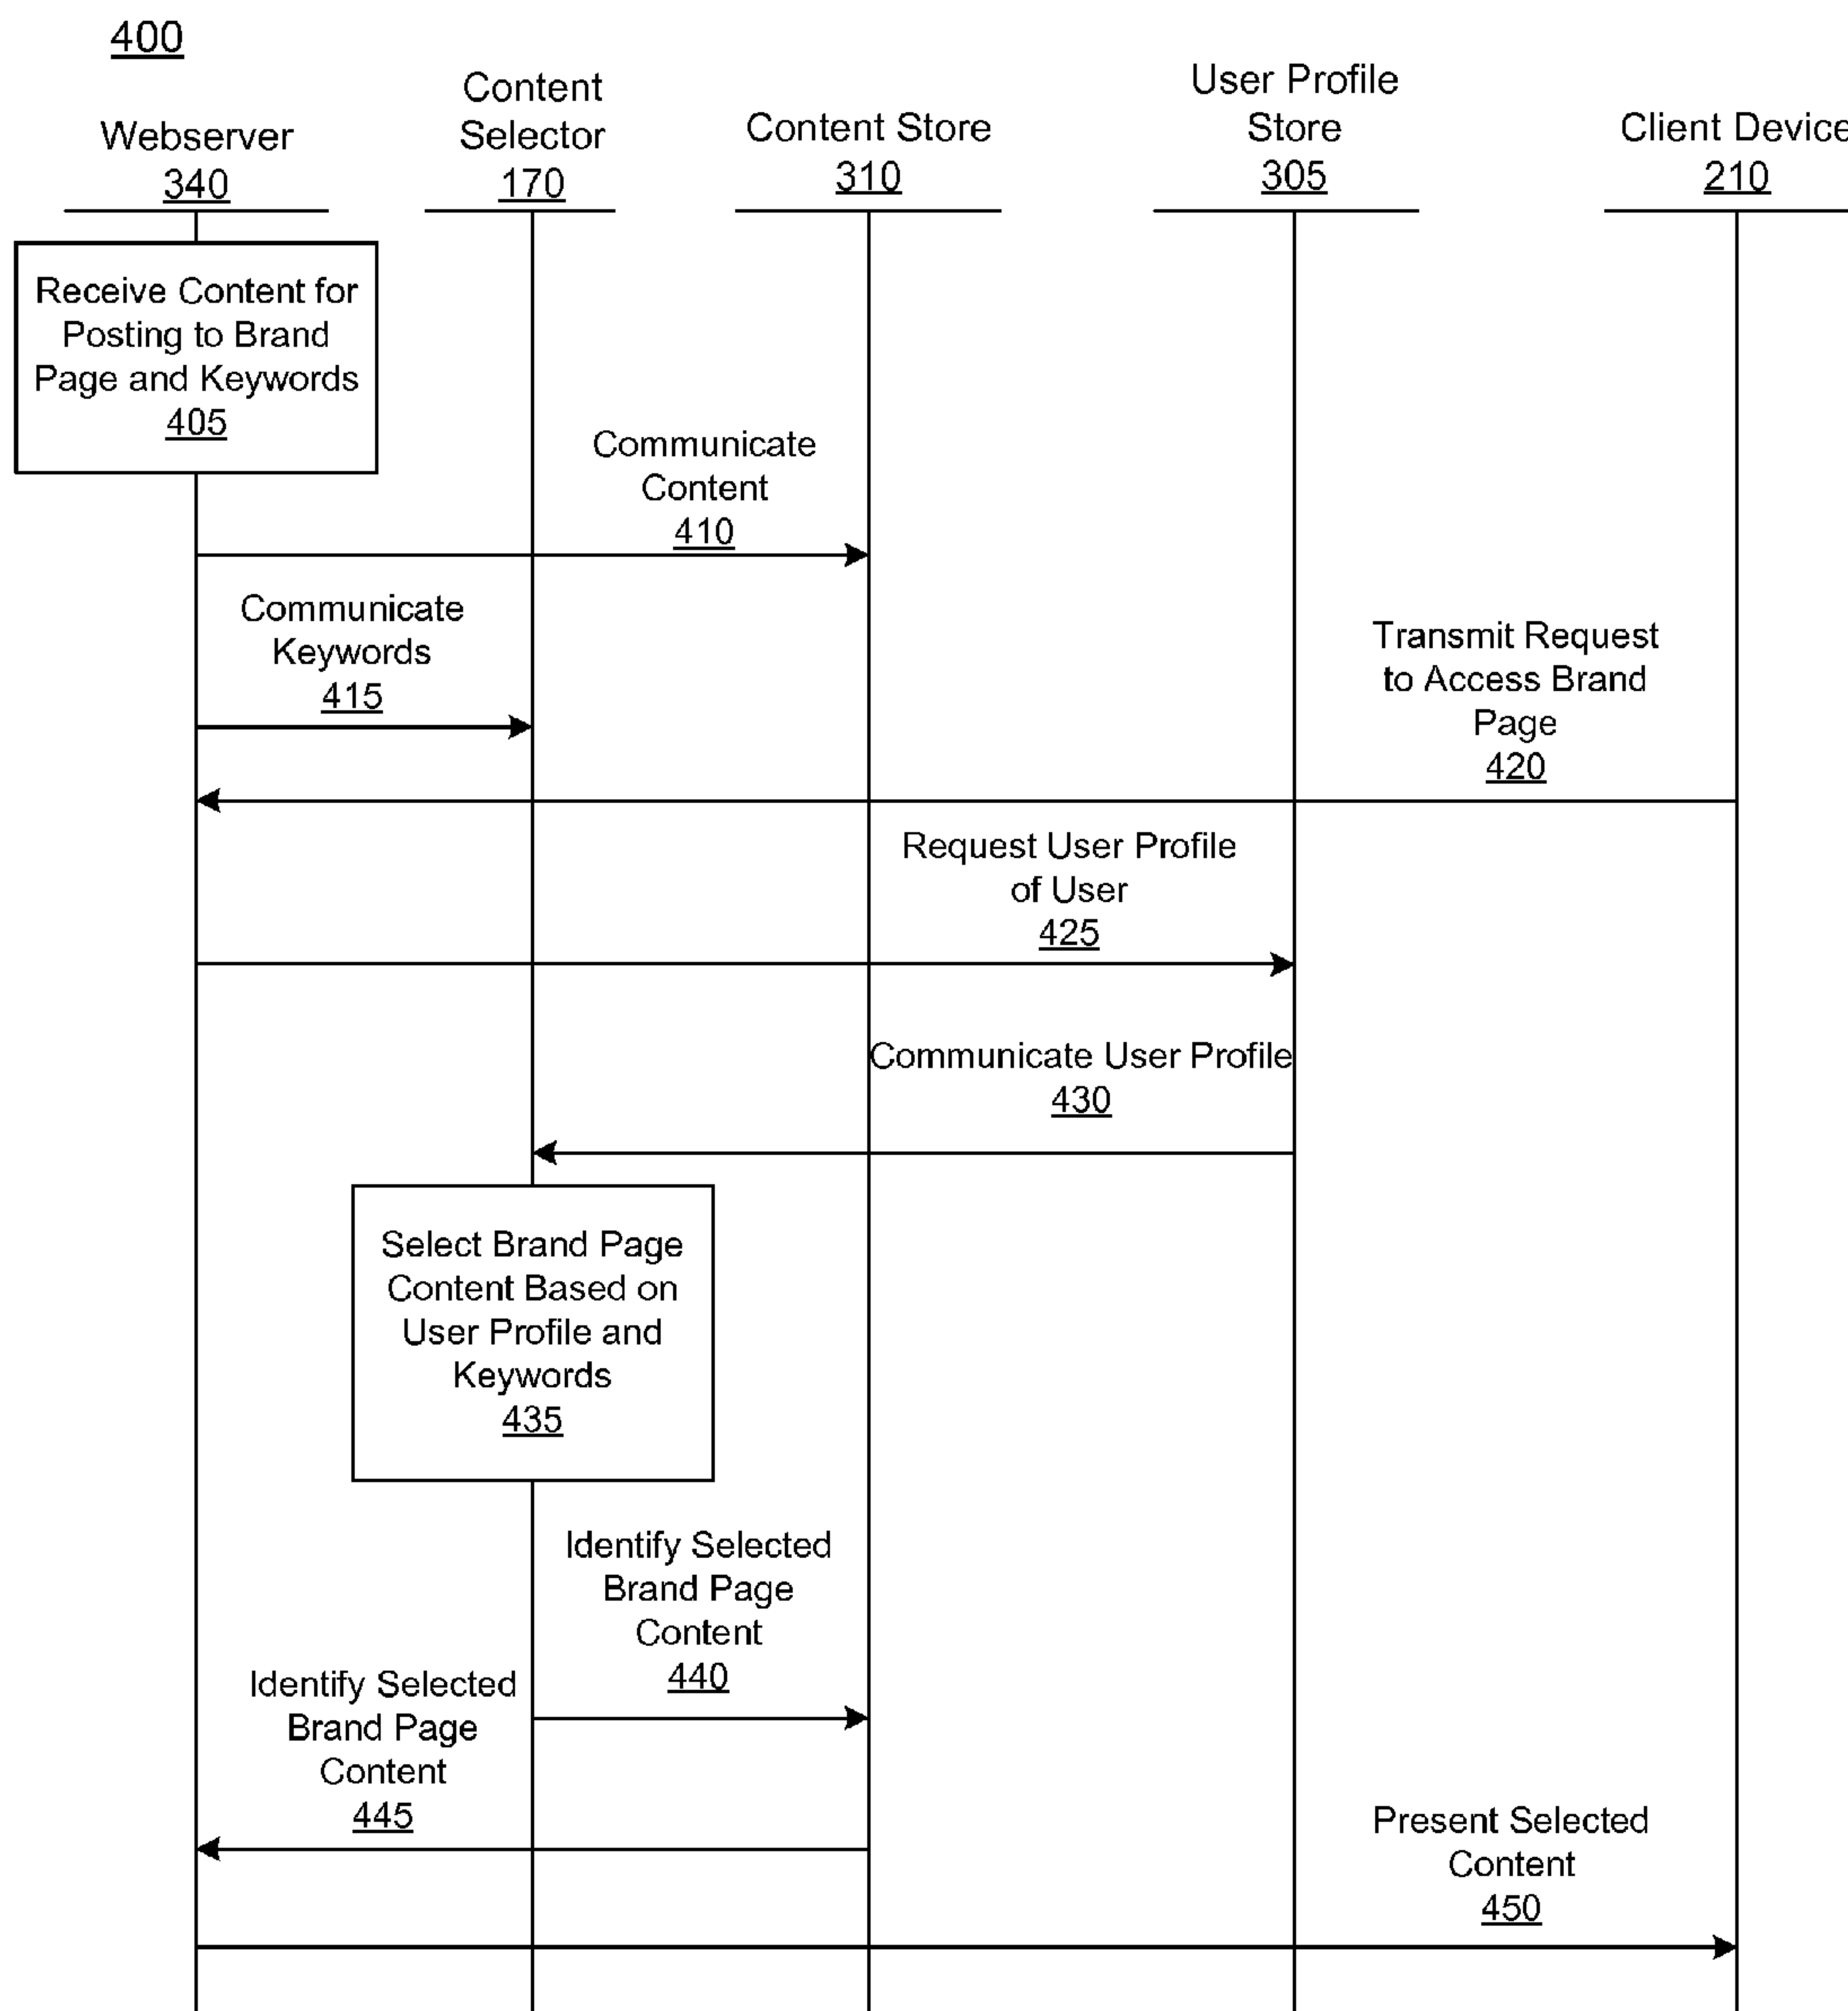 400
Webserver
340
Content
Selector
170
Content Store
310
User Profile
Store
305
Client Device
210
Receive Content for
Posting to Brand
Page and Keywords
405
Communicate
Content
410
Communicate
Keywords
415
Transmit Request
to Access Brand
Page
420
Request User Profile
of User
425
Communicate User Profile
430
Select Brand Page
Content Based on
User Profile and
Keywords
435
Identify Selected
Brand Page
Content
440
Identify Selected
Brand Page
Content
445
Present Selected
Content
450